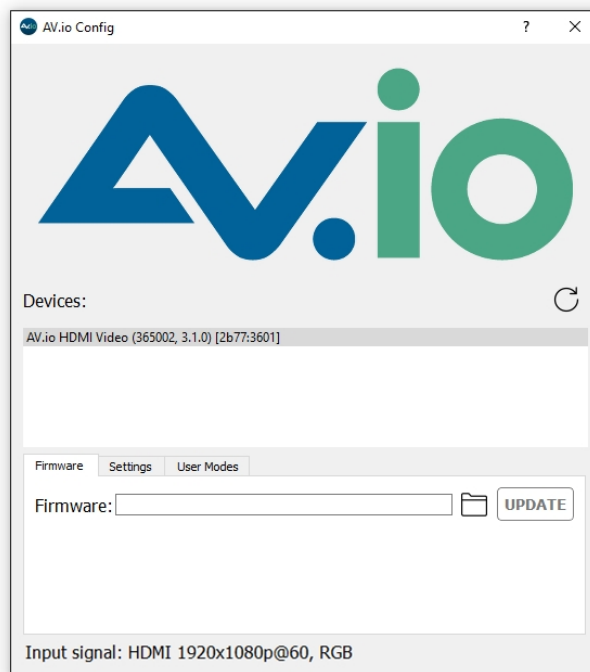 AV.io Config
AV.io
Devices:
AV.io HDMI Video (365002, 3.1.0) [2b77:3601]
Firmware Settings User Modes
Firmware: UPDATE
Input signal: HDMI 1920x1080p@60, RGB